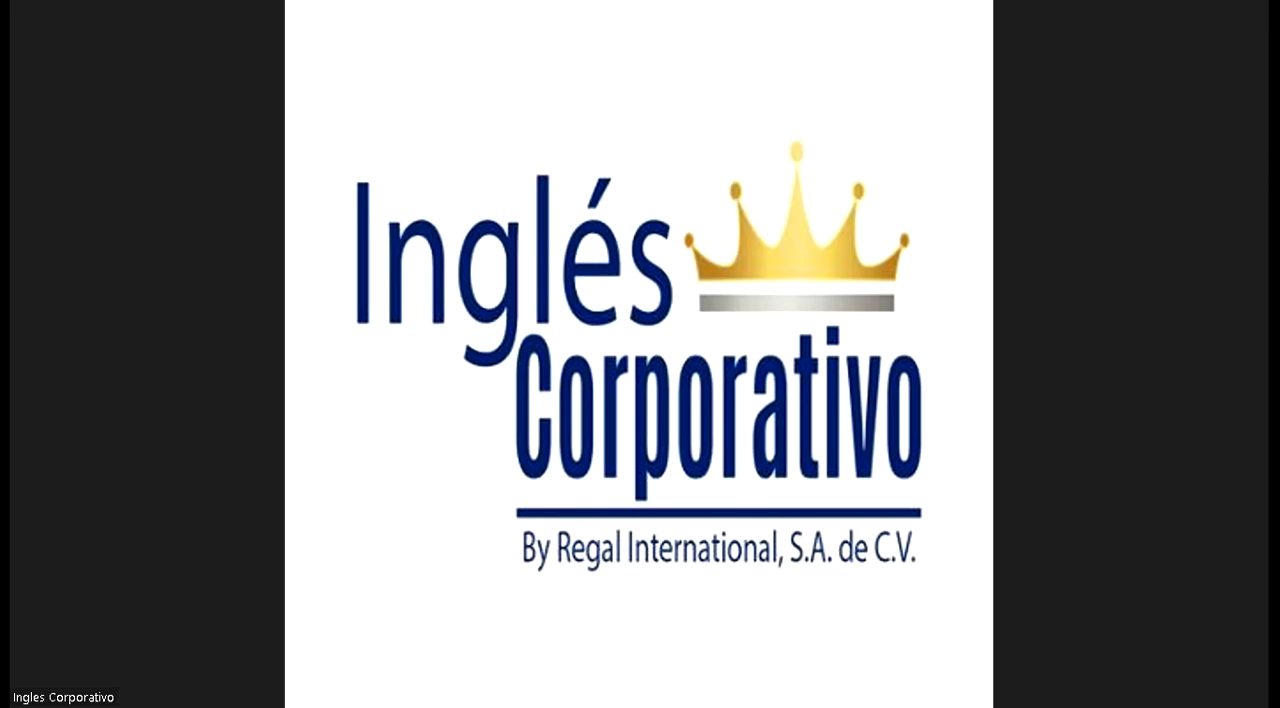 Inglés
Corporativo
By Regal International, S.A. de C.V.
Ingles Corporativo